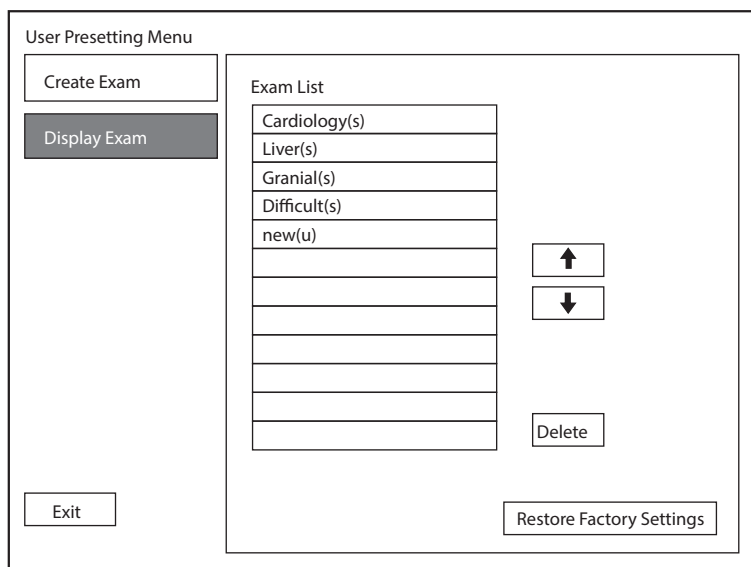 User Presetting Menu
Create Exam
Display Exam
Exam List
Cardiology(s)
Liver(s)
Granial(s)
Difficult(s)
new(u)
Delete
Exit
Restore Factory Settings